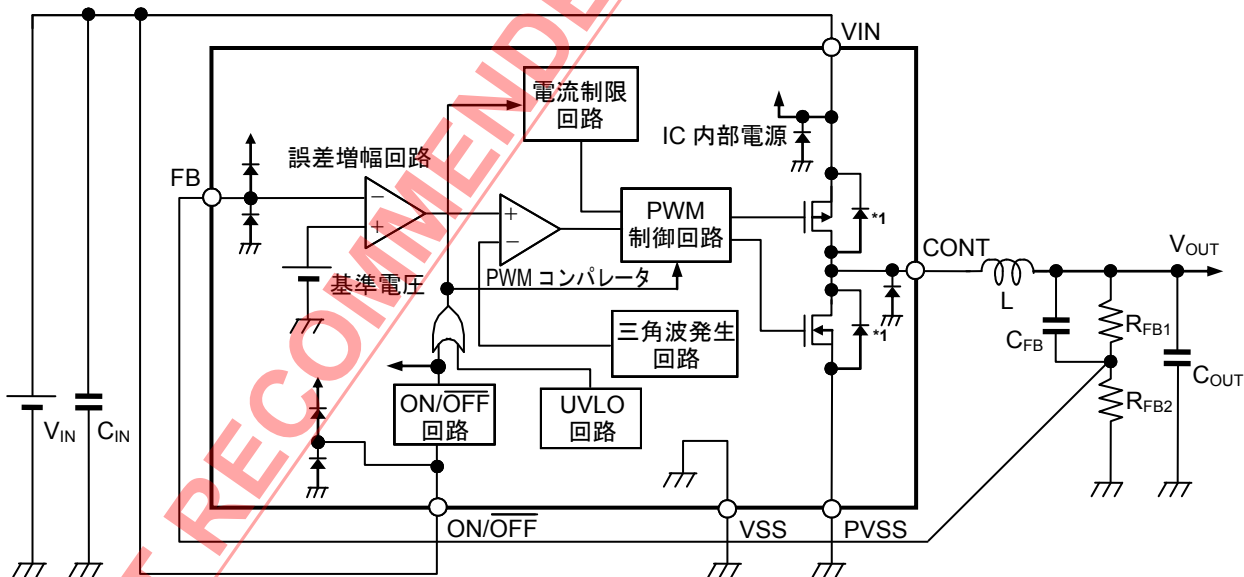 VIN
電流制限
回路
IC 内部電源
誤差増幅回路
FB
−
+
+
−
PWM
制御回路
*1
CONT
VOUT
基準電圧
PWM コンパレータ
L
三角波発生
回路
*1
CFB
RFB1
COUT
RFB2
ON/OFF
回路
UVLO
回路
VIN
CIN
ON/OFF
VSS
PVSS
T RECOMMENDE